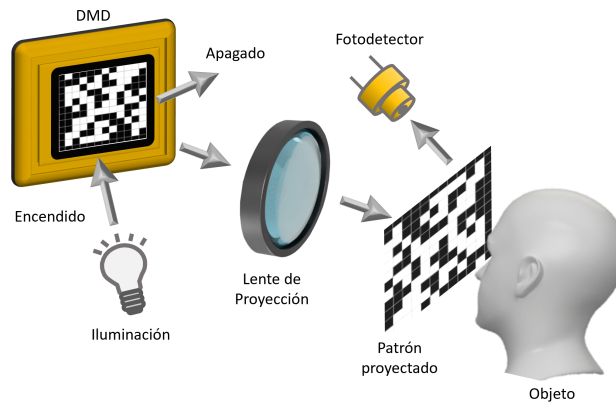 DMD
Apagado
Fotodetector
Encendido
Lente de
Proyección
Iluminación
Patrón
proyectado
Objeto